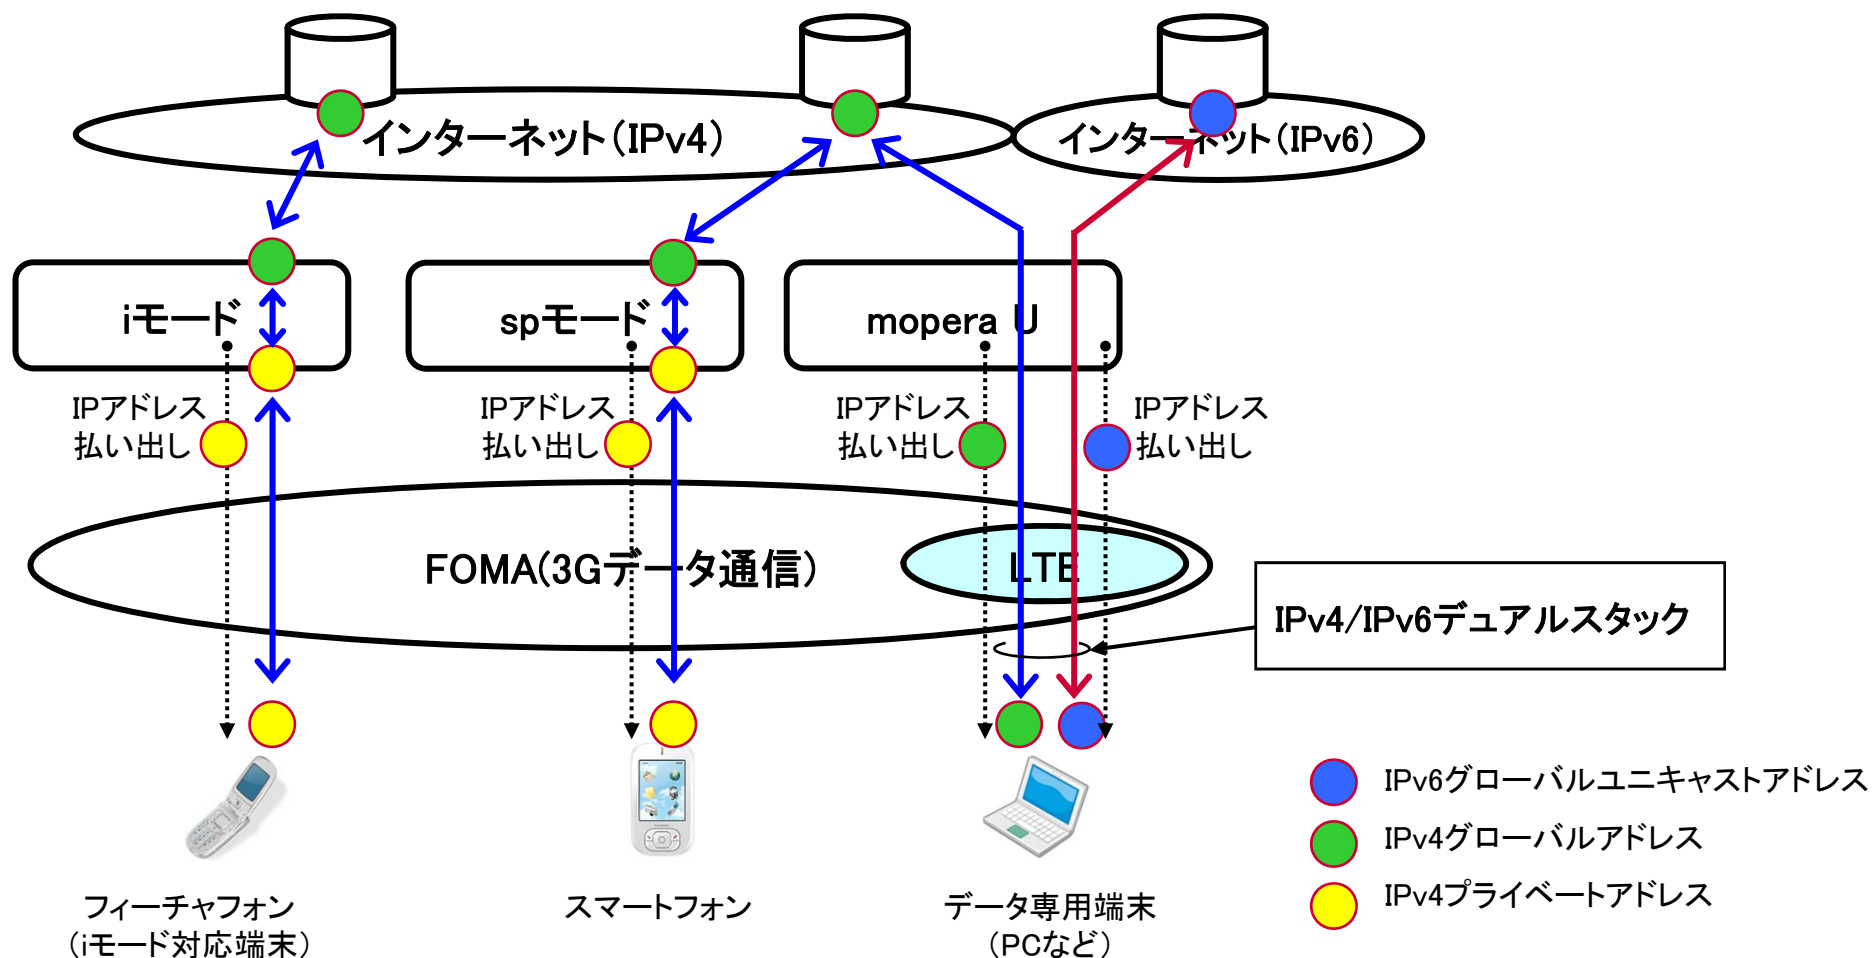 インターネット（IPv4）
インターネット（IPv6）
iモード
spモード
mopera U
IPアドレス
払い出し
IPアドレス
払い出し
IPアドレス
払い出し
IPアドレス
払い出し
FOMA(3Gデータ通信)
LTE
IPv4/IPv6デュアルスタック
IPv6グローバルユニキャストアドレス
IPv4グローバルアドレス
IPv4プライベートアドレス
フィーチャフォン
（iモード対応端末）
スマートフォン
データ専用端末
（PCなど）